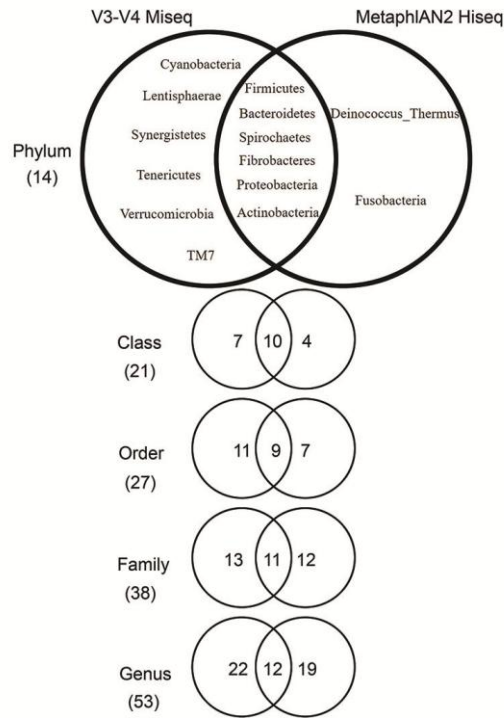 V3-V4 Miseq
MetaphlAN2 Hiseq
Cyanobacteria
Lentisphaerae
Synergistetes
Tenericutes
Verrucomicrobia
TM7
Firmicutes
Bacteroidetes
Spirochaetes
Fibrobacteres
Proteobacteria
Actinobacteria
Deinococcus_Thermus
Fusobacteria
Phylum
(14)
Class
(21)
7 10 4
Order
(27)
11 9 7
Family
(38)
13 11 12
Genus
(53)
22 12 19